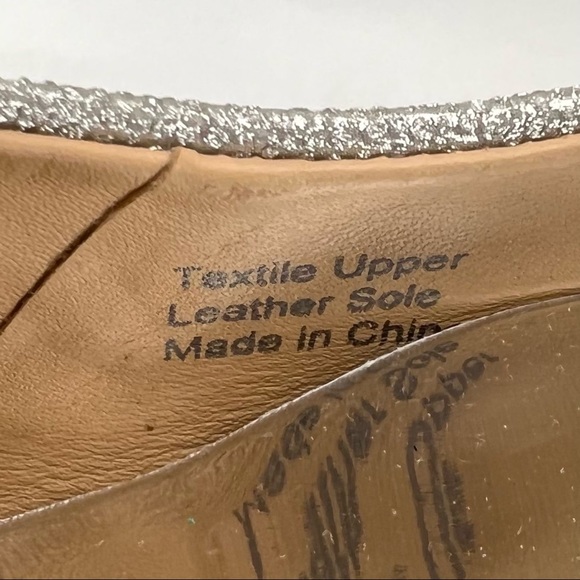 Textile Upper
Leather Sole
Made in Chin